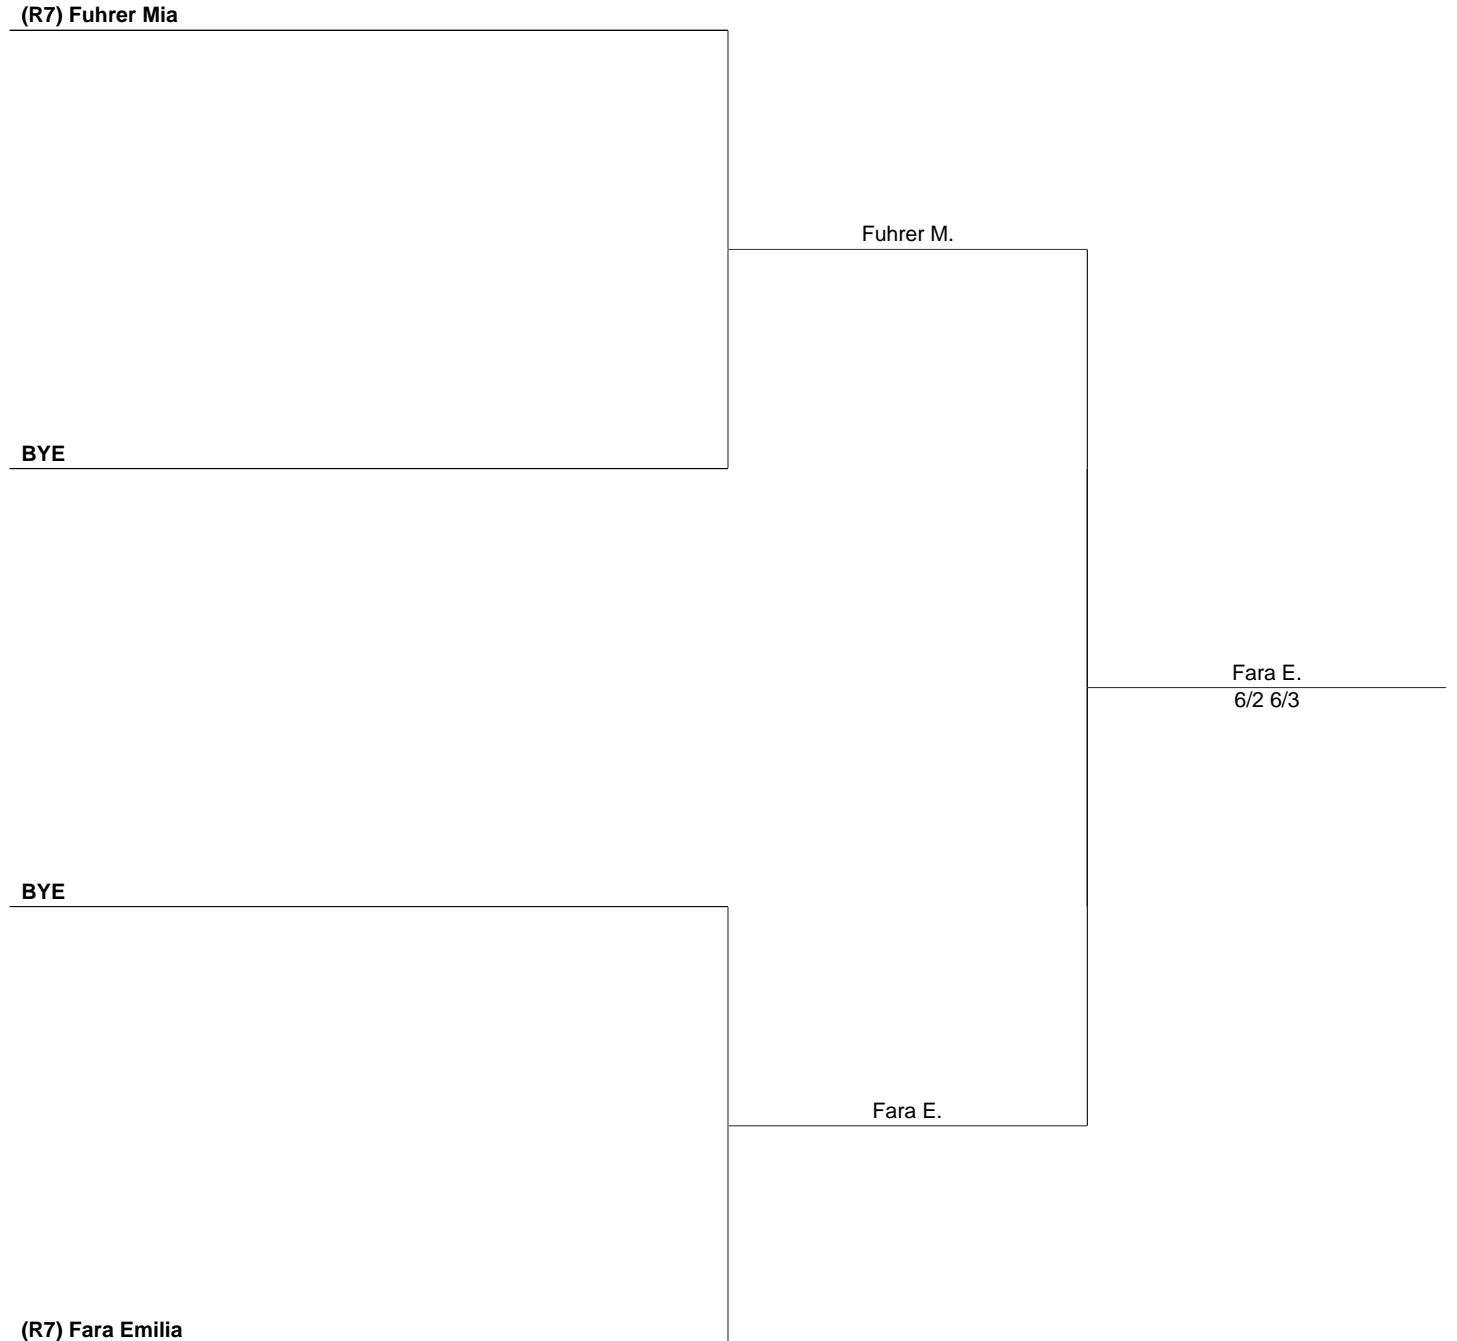 (R7) Fuhrer Mia
Fuhrer M.
BYE
Fara E.
6/2 6/3
BYE
Fara E.
(R7) Fara Emilia